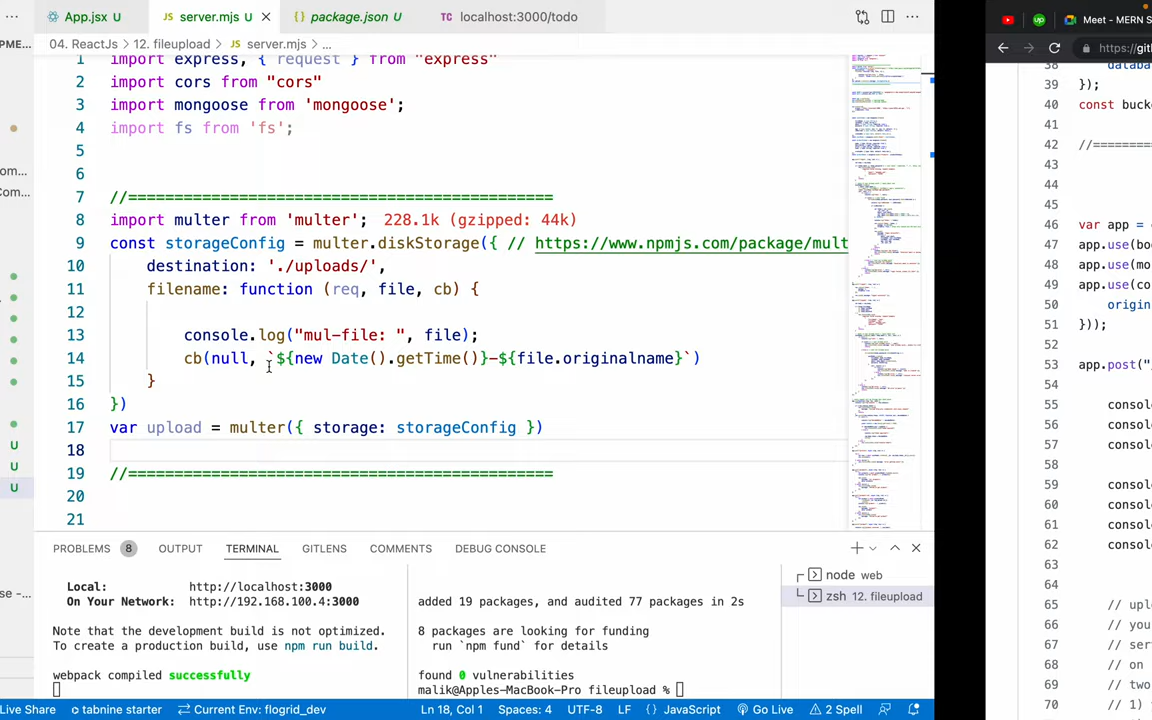 App.jsx U
server.mjs U
package.json U
localhost:3000/todo
04. ReactJs > 12. fileupload > server.mjs > ...
1 import express, { request } from "express"
2 import cors from "cors"
3 import mongoose from 'mongoose';
4 import fs from 'fs';
5
6
7 //==============================================
8 import multer from 'multer'; 228.1k (gzipped: 44k)
9 const storageConfig = multer.diskStorage({ // https://www.npmjs.com/package/mult
10 destination: './uploads/',
11 filename: function (req, file, cb) {
12
13 console.log("mul-file: ", file);
14 cb(null, `${new Date().getTime()}-${file.originalname}`)
15 }
16 })
17 var upload = multer({ storage: storageConfig })
18
19 //==============================================
20
21
PROBLEMS 8 OUTPUT TERMINAL GITLENS COMMENTS DEBUG CONSOLE
Local: http://localhost:3000
On Your Network: http://192.168.100.4:3000
Note that the development build is not optimized.
To create a production build, use npm run build.
webpack compiled successfully
added 19 packages, and audited 77 packages in 2s
8 packages are looking for funding
run `npm fund` for details
found 0 vulnerabilities
malik@Apples-MacBook-Pro fileupload %
node web
zsh 12. fileupload
Live Share tabnine starter Current Env: flogrid_dev Ln 18, Col 1 Spaces: 4 UTF-8 LF JavaScript Go Live 2 Spell
Meet - MERN S
https://git
38 databa
39 });
40 const bucke
41
42 //=====
43
44
45
46 var app =
47 app.use(bo
48 app.use(mo
49 app.use(co
50 origin
51 }));
52
53 app.post("
54
55 consol
56 consol
57 consol
58
59 consol
60 consol
61 consol
62 consol
63
64
65 // upl
66 // you
67 // ser
68 // on
69 // two
70 // 1)